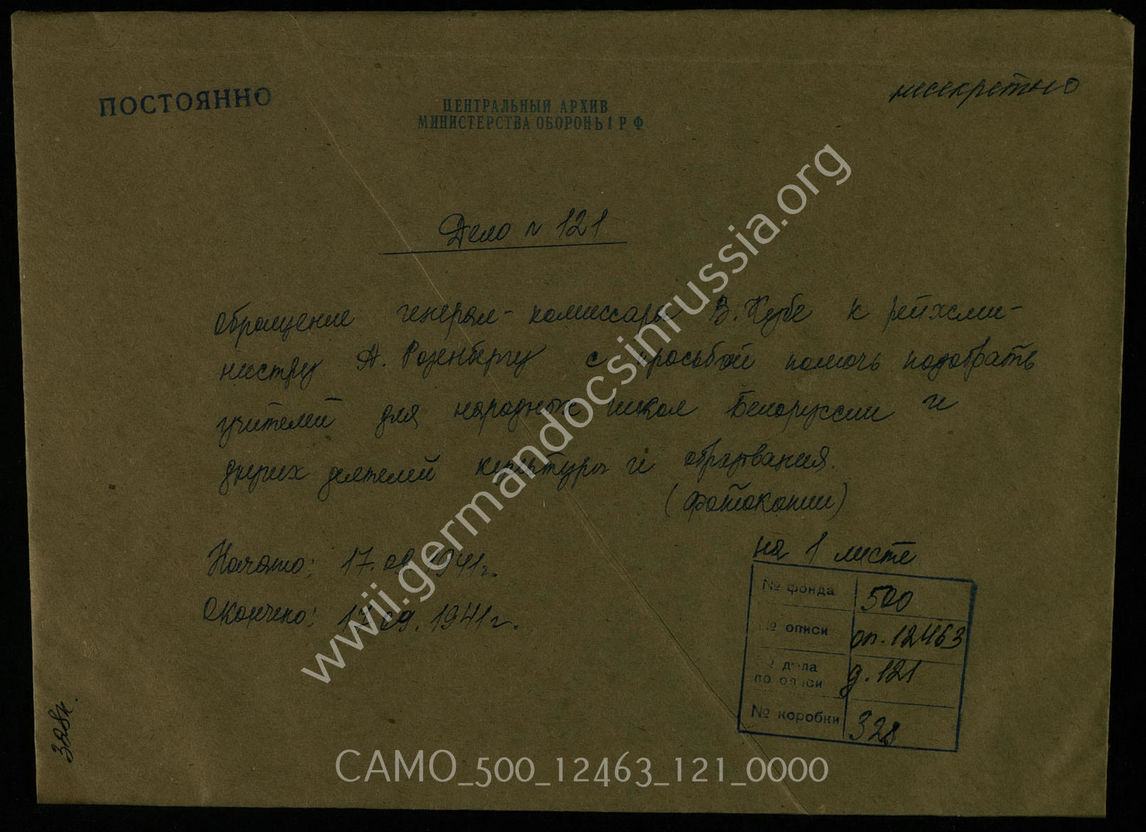 ПОСТОЯННО
несекретно
ЦЕНТРАЛЬНЫЙ АРХИВ
МИНИСТЕРСТВА ОБОРОНЫ РФ
Дело № 121
Обращение генерал-комиссара В. Кубе к рейхсми-
нистру А. Розенбергу с просьбой помочь подобрать
учителей для народных школ Белоруссии и
других деятелей культуры и образования.
(Фотокопии)
Начато: 17.09.1941г.
Окончено: 17.09.1941г.
на 1 листе
№ фонда 500
№ описи оп. 12463
№ дела по описи д. 121
№ коробки 328
328к.
wwii.germandocsinrussia.org
CAMO_500_12463_121_0000